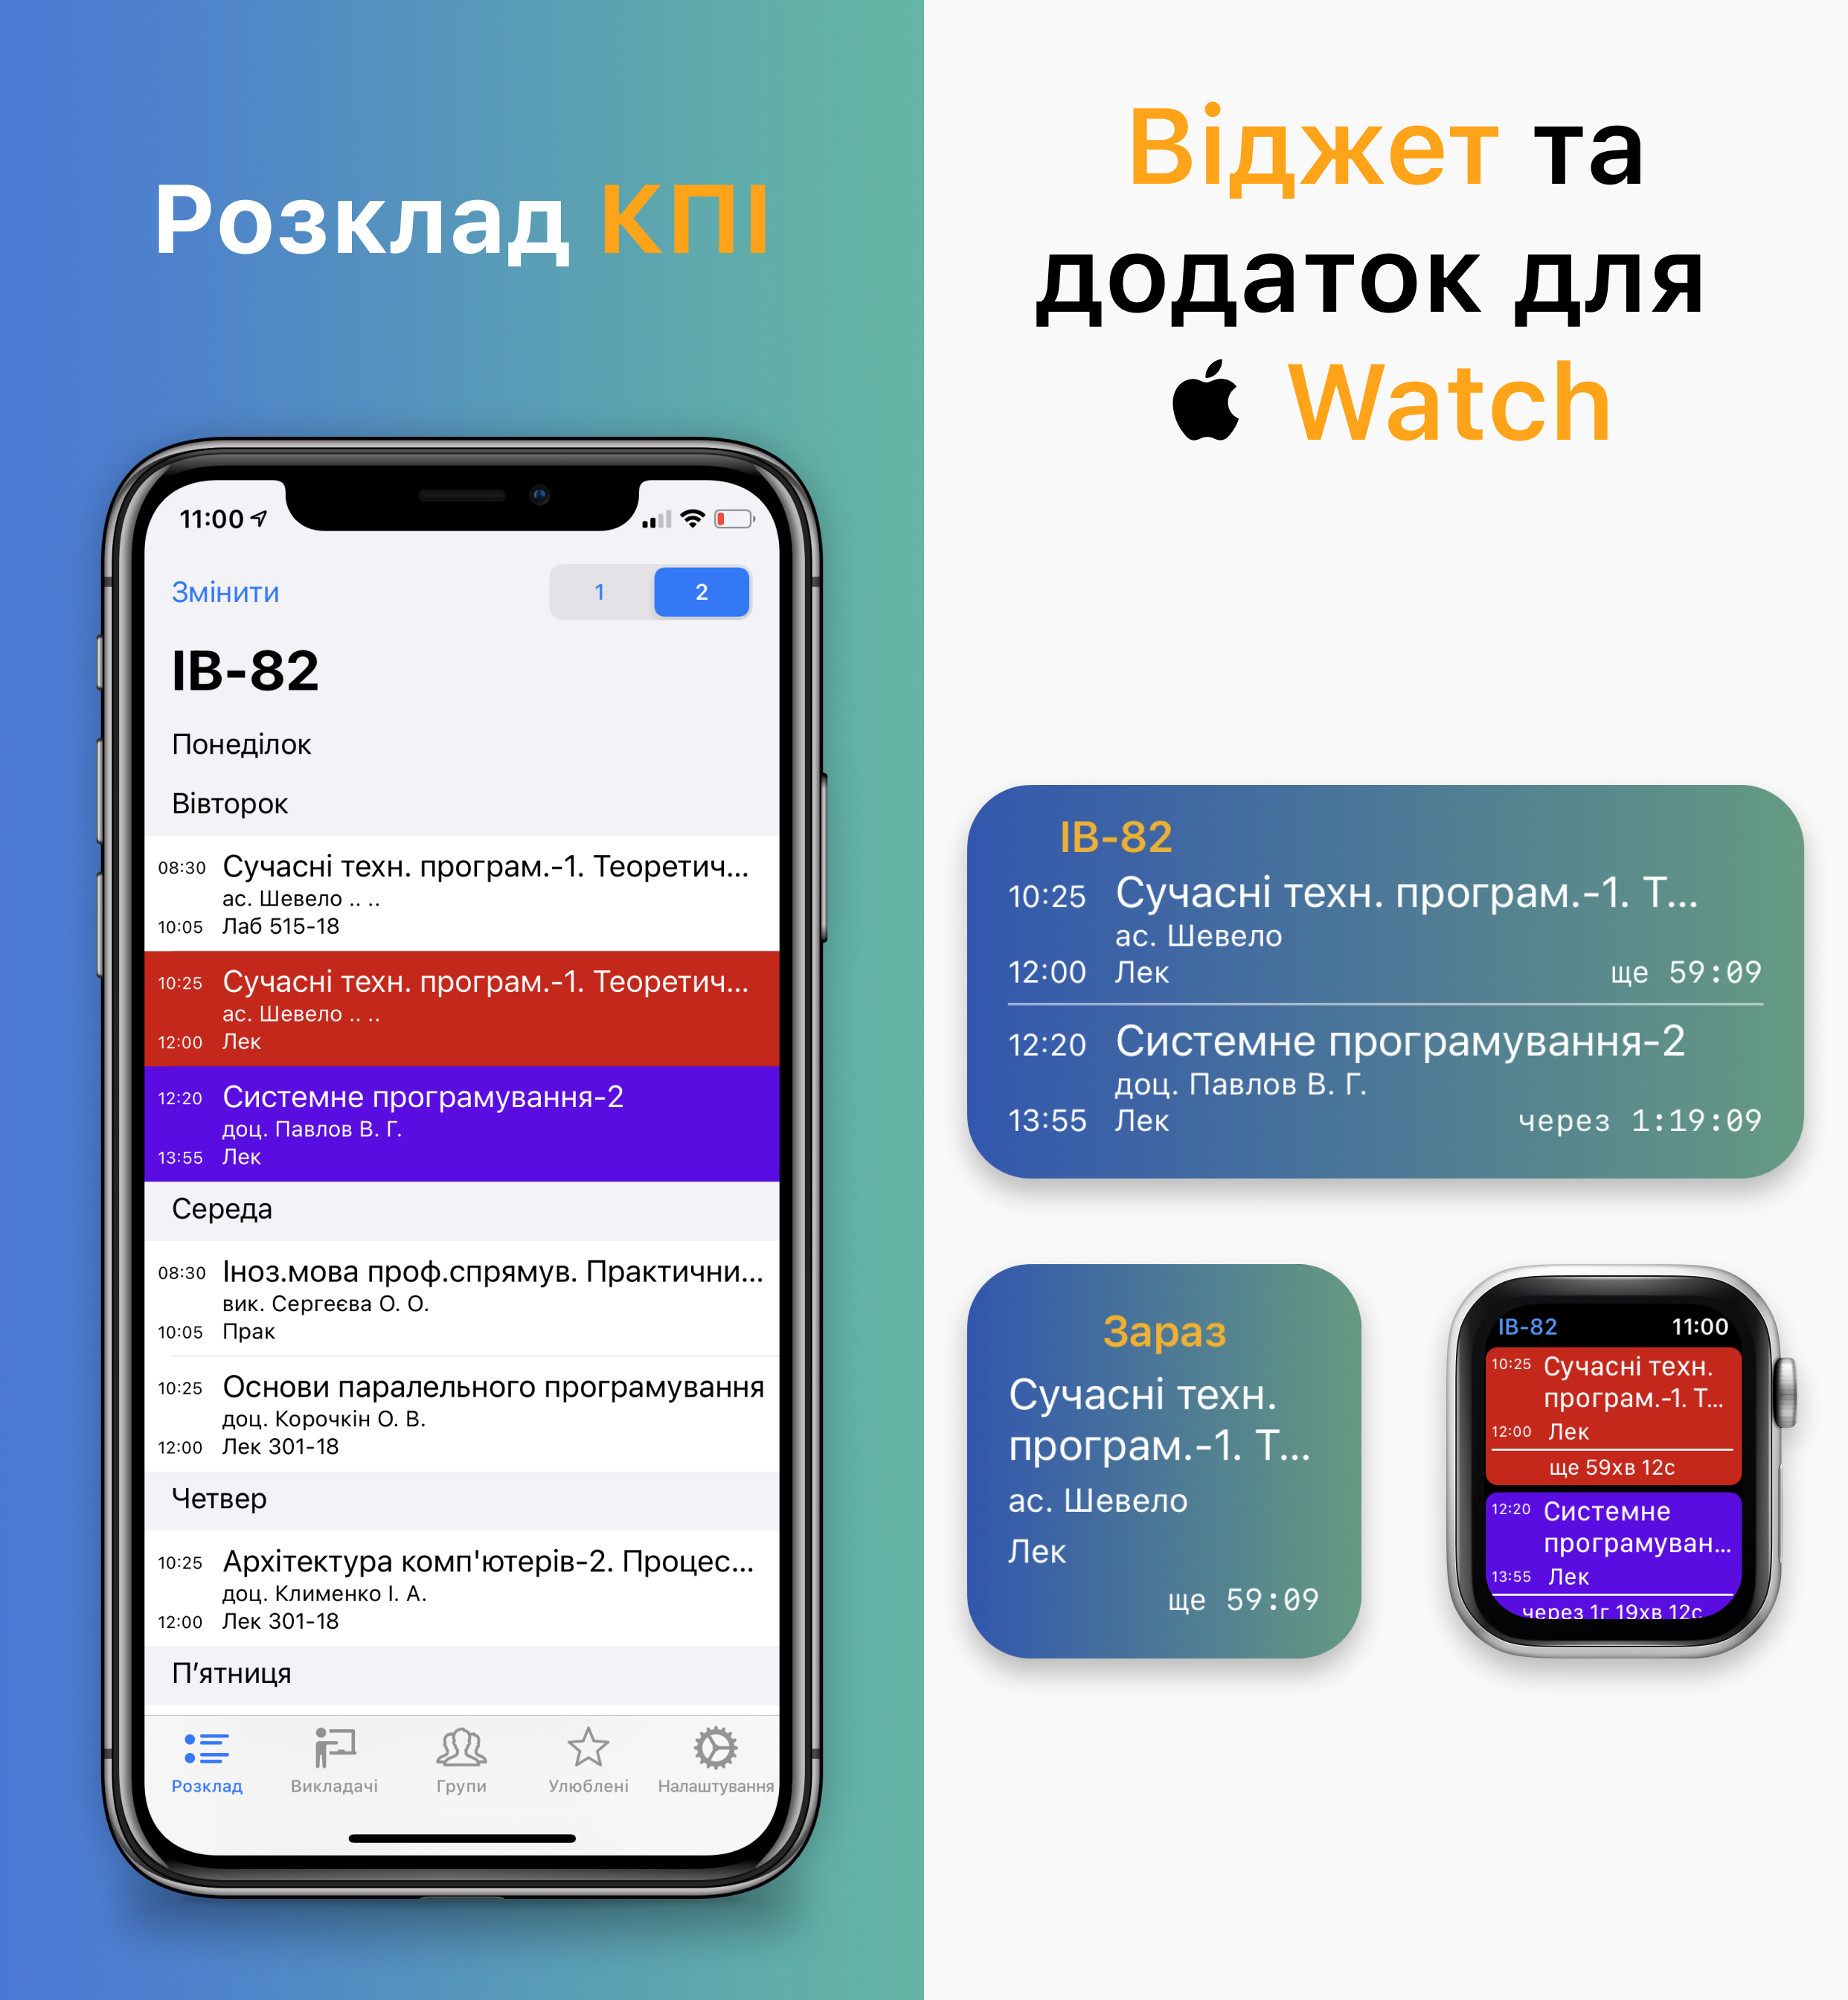 Розклад КПІ
11:00
Змінити
1
2
ІВ-82
Понеділок
Вівторок
08:30 Сучасні техн. програм.-1. Теоретич...
ас. Шевело .. ..
10:05 Лаб 515-18
10:25 Сучасні техн. програм.-1. Теоретич...
ас. Шевело .. ..
12:00 Лек
12:20 Системне програмування-2
доц. Павлов В. Г.
13:55 Лек
Середа
08:30 Іноз.мова проф.спрямув. Практични...
вик. Сергеєва О. О.
10:05 Прак
10:25 Основи паралельного програмування
доц. Корочкін О. В.
12:00 Лек 301-18
Четвер
10:25 Архітектура комп'ютерів-2. Процес...
доц. Клименко І. А.
12:00 Лек 301-18
П’ятниця
Розклад Викладачі Групи Улюблені Налаштування
Віджет та
додаток для
Watch
ІВ-82
10:25 Сучасні техн. програм.-1. Т...
ас. Шевело
12:00 Лек ще 59:09
12:20 Системне програмування-2
доц. Павлов В. Г.
13:55 Лек через 1:19:09
Зараз
Сучасні техн.
програм.-1. Т...
ас. Шевело
Лек
ще 59:09
ІВ-82 11:00
10:25 Сучасні техн.
програм.-1. Т...
12:00 Лек
ще 59хв 12с
12:20 Системне
програмуван...
13:55 Лек
через 1г 19хв 12с